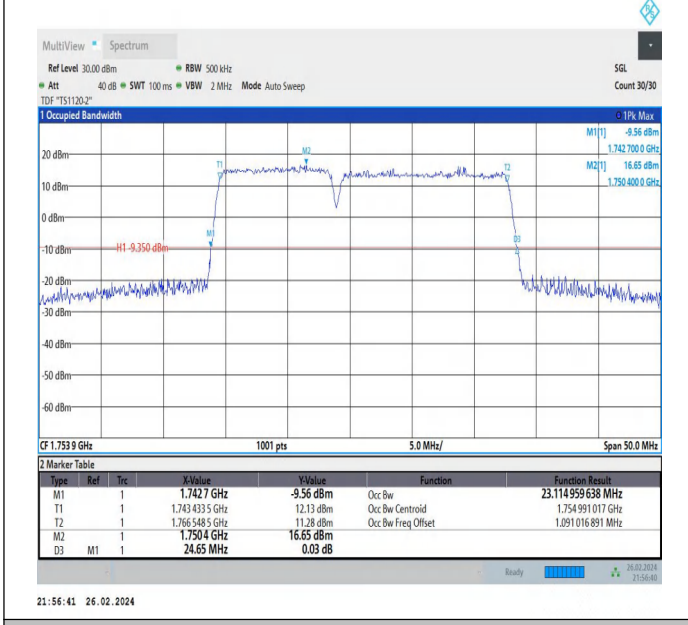 MultiView Spectrum
Ref Level 30.00 dBm RBW 500 kHz SGL
Att 40 dB SWT 100 ms VBW 2 MHz Mode Auto Sweep Count 30/30
TDF "TS1120-2"
1 Occupied Bandwidth 1Pk Max
M1[1] -9.56 dBm
1.742 700 0 GHz
M2[1] 16.65 dBm
1.750 400 0 GHz
20 dBm
M2
T1
T2
10 dBm
0 dBm
M1
D3
-10 dBm
H1 -9.350 dBm
-20 dBm
-30 dBm
-40 dBm
-50 dBm
-60 dBm
CF 1.753 9 GHz 1001 pts 5.0 MHz/ Span 50.0 MHz
2 Marker Table
Type Ref Trc X-Value Y-Value Function Function Result
M1 1 1.742 7 GHz -9.56 dBm Occ Bw 23.114 959 638 MHz
T1 1 1.743 433 5 GHz 12.13 dBm Occ Bw Centroid 1.754 991 017 GHz
T2 1 1.766 548 5 GHz 11.28 dBm Occ Bw Freq Offset 1.091 016 891 MHz
M2 1 1.750 4 GHz 16.65 dBm
D3 M1 1 24.65 MHz 0.03 dB
Ready 26.02.2024
21:56:40
21:56:41 26.02.2024